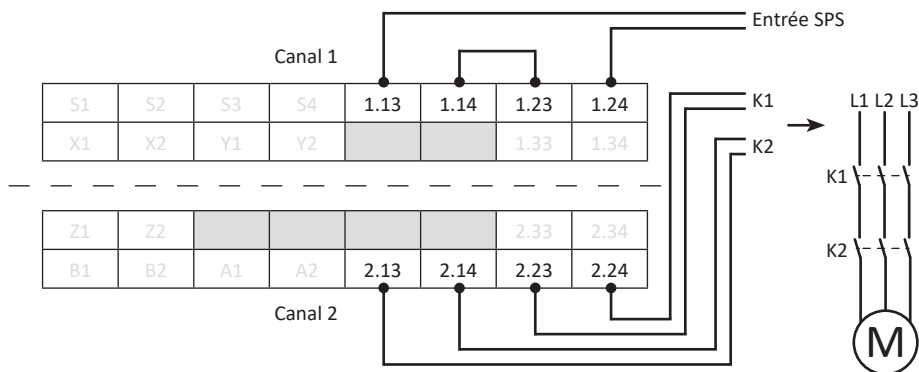 Entrée SPS
Canal 1
S1 S2 S3 S4 1.13 1.14 1.23 1.24
X1 X2 Y1 Y2 1.33 1.34
K1
K2
L1 L2 L3
K1
K2
M
Z1 Z2 2.33 2.34
B1 B2 A1 A2 2.13 2.14 2.23 2.24
Canal 2